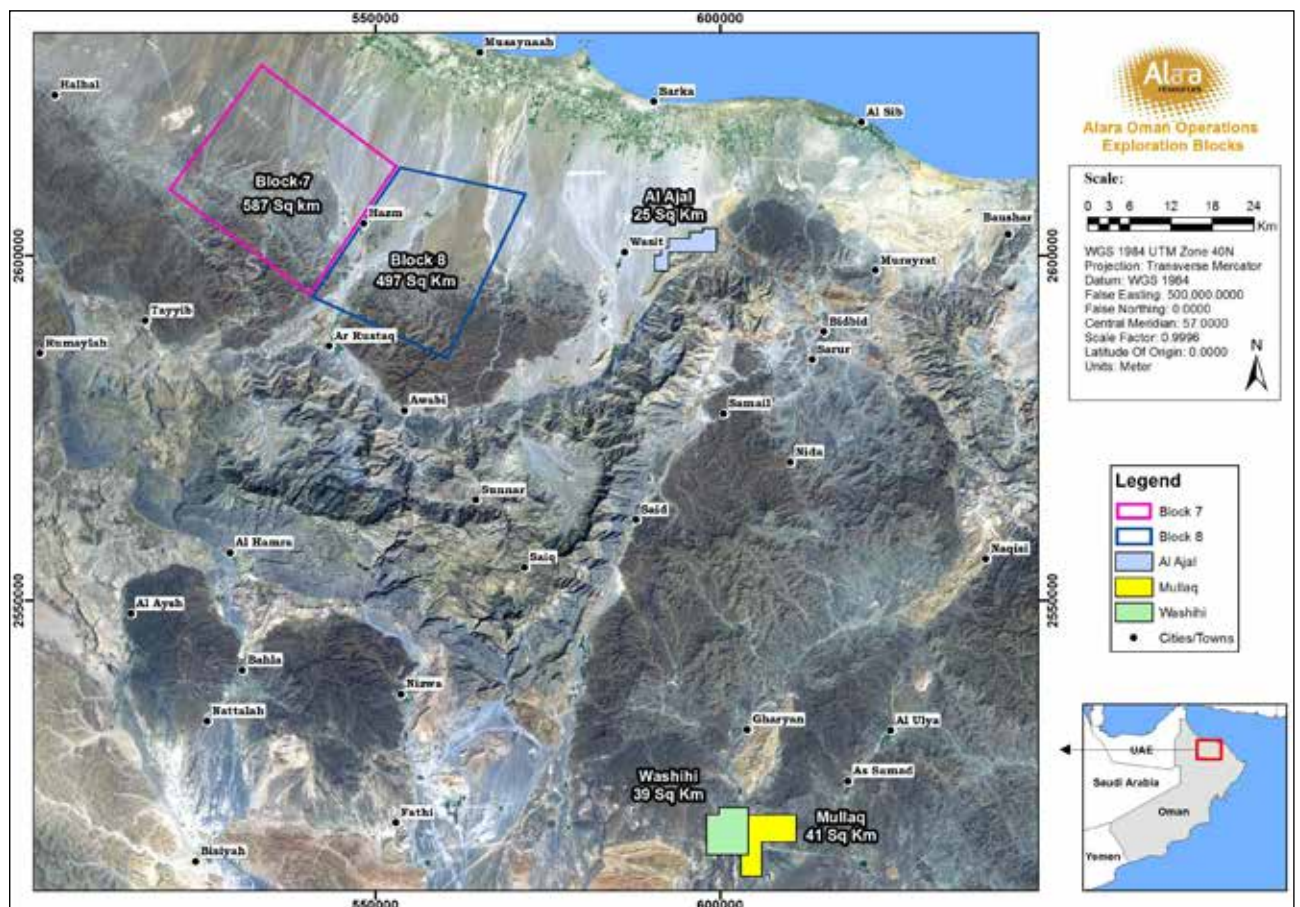 550000
600000
Musaynaah
Halhal
Barka
Al Sib
Block 7
587 Sq km
Al Ajal
25 Sq Km
Hazm
Baushar
Wasit
Block 8
497 Sq Km
Murayrat
2600000
2600000
Tayyib
Bidbid
Rumaylah
Ar Rustaq
Sarur
Awabi
Samail
Nida
Sunnar
Said
Al Hamra
Saiq
Naqisi
2550000
2550000
Al Ayah
Bahla
Nizwa
Nattalah
Gharyan
Al Ulya
Washihi
39 Sq Km
As Samad
Mullaq
41 Sq Km
Fathi
Bisiyah
550000
600000
Alara
resources
Alara Oman Operations
Exploration Blocks
Scale:
0 3 6 12 18 24
Km
WGS 1984 UTM Zone 40N
Projection: Transverse Mercator
Datum: WGS 1984
False Easting: 500,000.0000
False Northing: 0.0000
Central Meridian: 57.0000
Scale Factor: 0.9996
Latitude Of Origin: 0.0000
Units: Meter
N
Legend
Block 7
Block 8
Al Ajal
Mullaq
Washihi
Cities/Towns
UAE
Saudi Arabia
Oman
Yemen